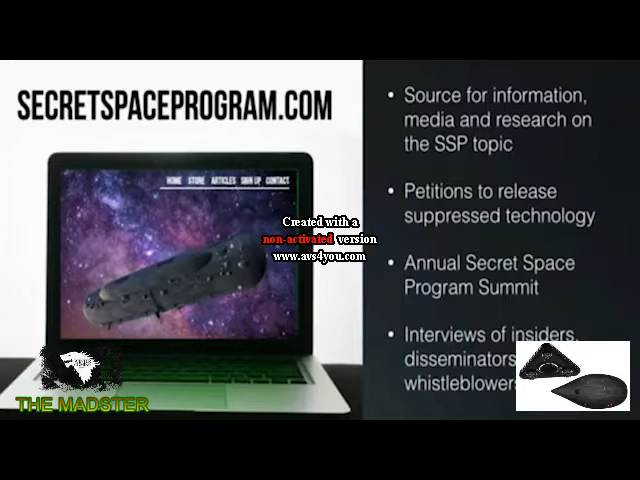 SECRETSPACEPROGRAM.COM
HOME STORE ARTICLES SIGN UP CONTACT
Created with a
non-activated version
www.avs4you.com
THE MADSTER
• Source for information,
media and research on
the SSP topic
• Petitions to release
suppressed technology
• Annual Secret Space
Program Summit
• Interviews of insiders,
disseminators
whistleblowers